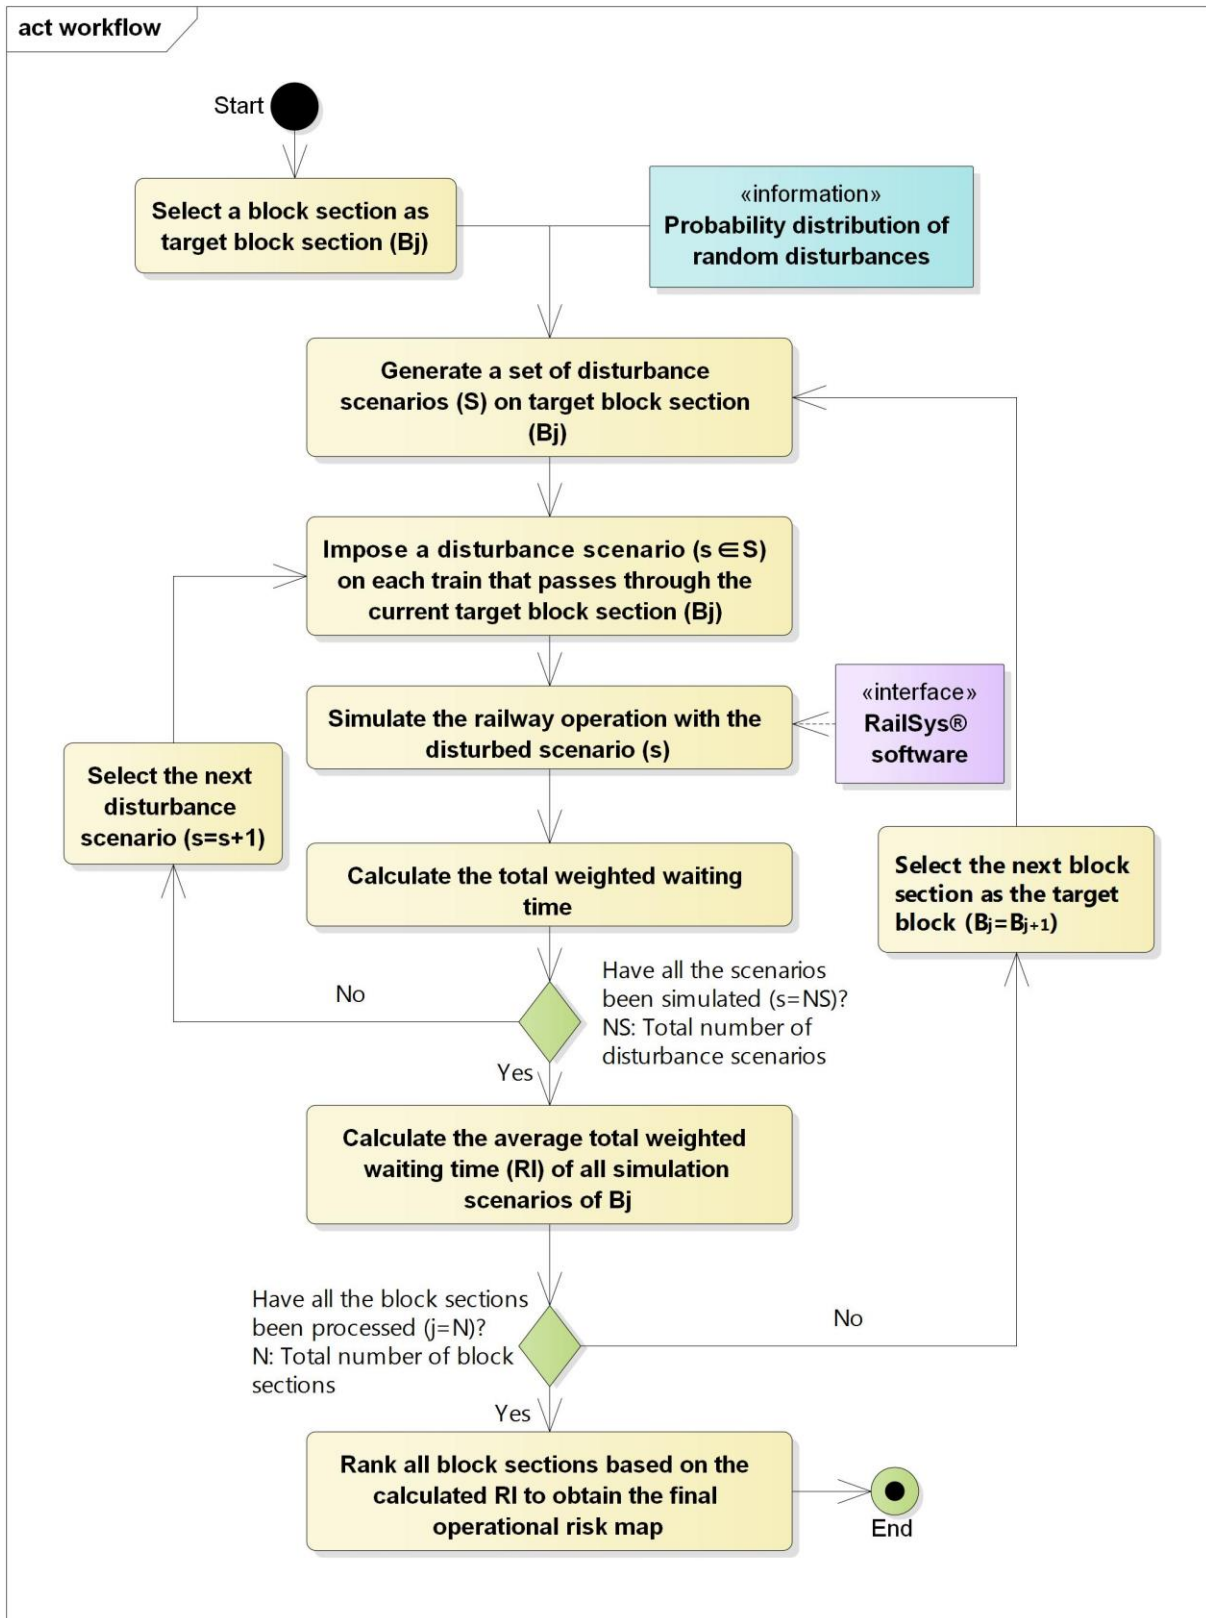 act workflow
Start
Select a block section as
target block section (Bj)
«information»
Probability distribution of
random disturbances
Generate a set of disturbance
scenarios (S) on target block section
(Bj)
Impose a disturbance scenario (s∈S)
on each train that passes through the
current target block section (Bj)
Simulate the railway operation with the
disturbed scenario (s)
«interface»
RailSys®
software
Select the next
disturbance
scenario (s=s+1)
Calculate the total weighted waiting
time
Select the next block
section as the target
block (Bj=Bj+1)
Have all the scenarios
been simulated (s=NS)?
NS: Total number of
disturbance scenarios
No
Yes
Calculate the average total weighted
waiting time (RI) of all simulation
scenarios of Bj
Have all the block sections
been processed (j=N)?
N: Total number of block
sections
No
Yes
Rank all block sections based on the
calculated RI to obtain the final
operational risk map
End